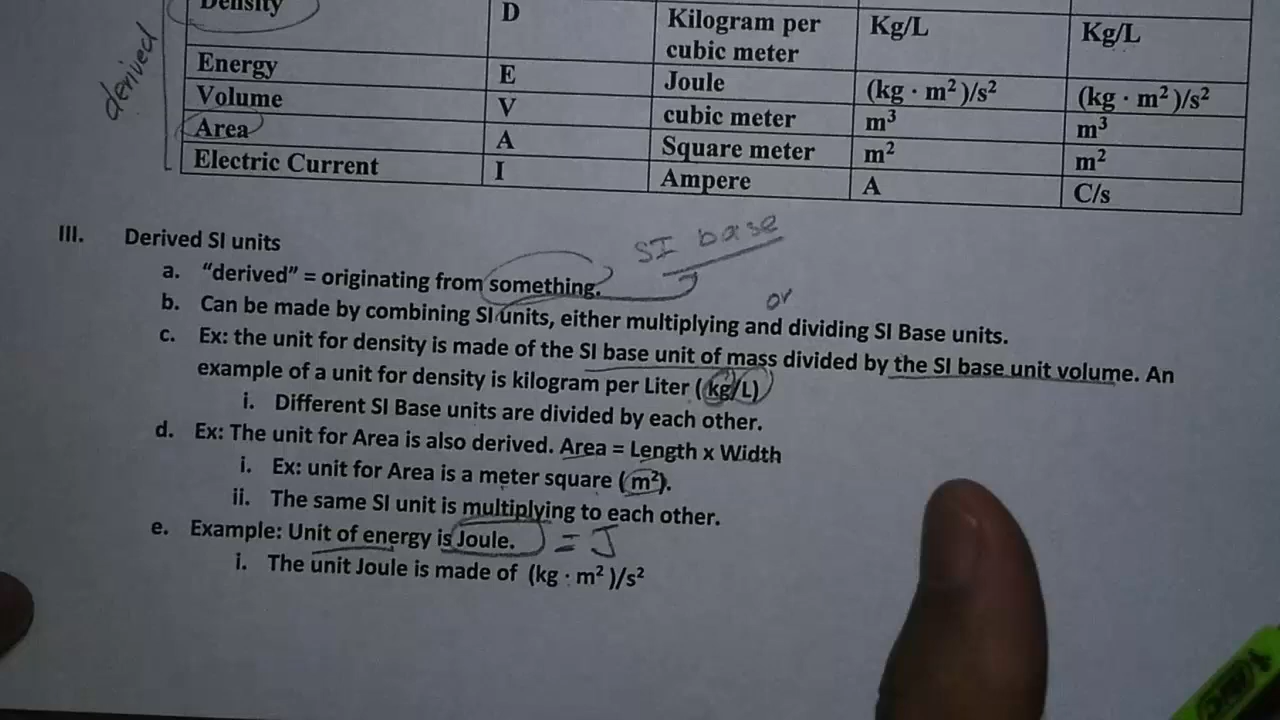 Density D Kilogram per cubic meter Kg/L Kg/L
Energy E Joule (kg · m² )/s² (kg · m² )/s²
Volume V cubic meter m³ m³
Area A Square meter m² m²
Electric Current I Ampere A C/s
derived
III. Derived SI units
SI base
a. “derived” = originating from something.
or
b. Can be made by combining SI units, either multiplying and dividing SI Base units.
c. Ex: the unit for density is made of the SI base unit of mass divided by the SI base unit volume. An
example of a unit for density is kilogram per Liter (kg/L)
i. Different SI Base units are divided by each other.
d. Ex: The unit for Area is also derived. Area = Length x Width
i. Ex: unit for Area is a meter square (m²).
ii. The same SI unit is multiplying to each other.
e. Example: Unit of energy is Joule. = J
i. The unit Joule is made of (kg · m² )/s²